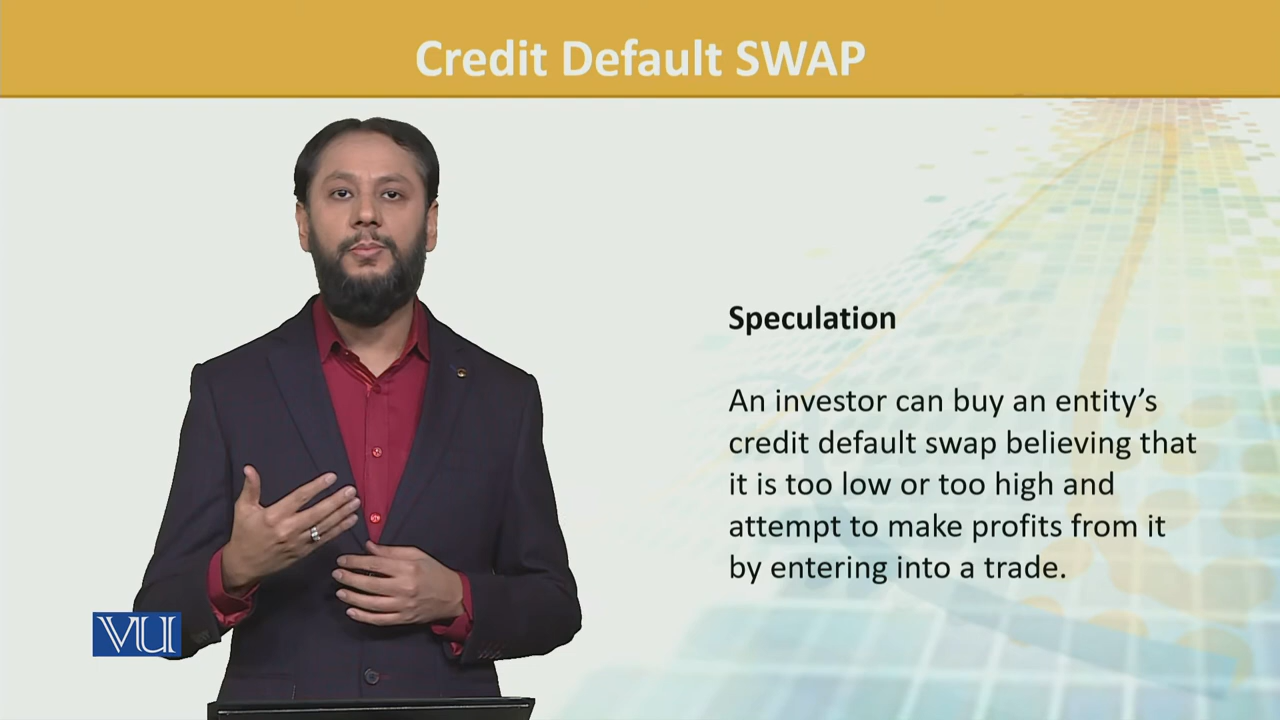 Credit Default SWAP
Speculation
An investor can buy an entity’s
credit default swap believing that
it is too low or too high and
attempt to make profits from it
by entering into a trade.
VU